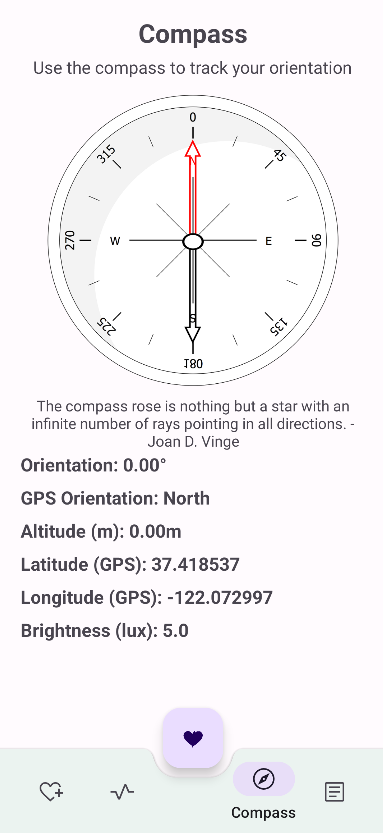 Compass
Use the compass to track your orientation
0
315
45
W
E
270
90
S
225
135
180
The compass rose is nothing but a star with an
infinite number of rays pointing in all directions. -
Joan D. Vinge
Orientation: 0.00°
GPS Orientation: North
Altitude (m): 0.00m
Latitude (GPS): 37.418537
Longitude (GPS): -122.072997
Brightness (lux): 5.0
Compass